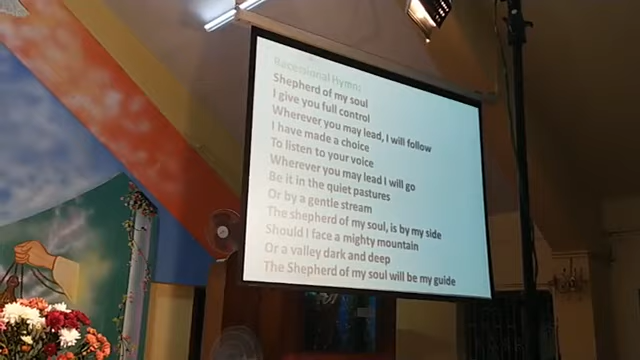 Recessional Hymn:
Shepherd of my soul
I give you full control
Wherever you may lead, I will follow
I have made a choice
To listen to your voice
Wherever you may lead I will go
Be it in the quiet pastures
Or by a gentle stream
The shepherd of my soul, is by my side
Should I face a mighty mountain
Or a valley dark and deep
The Shepherd of my soul will be my guide